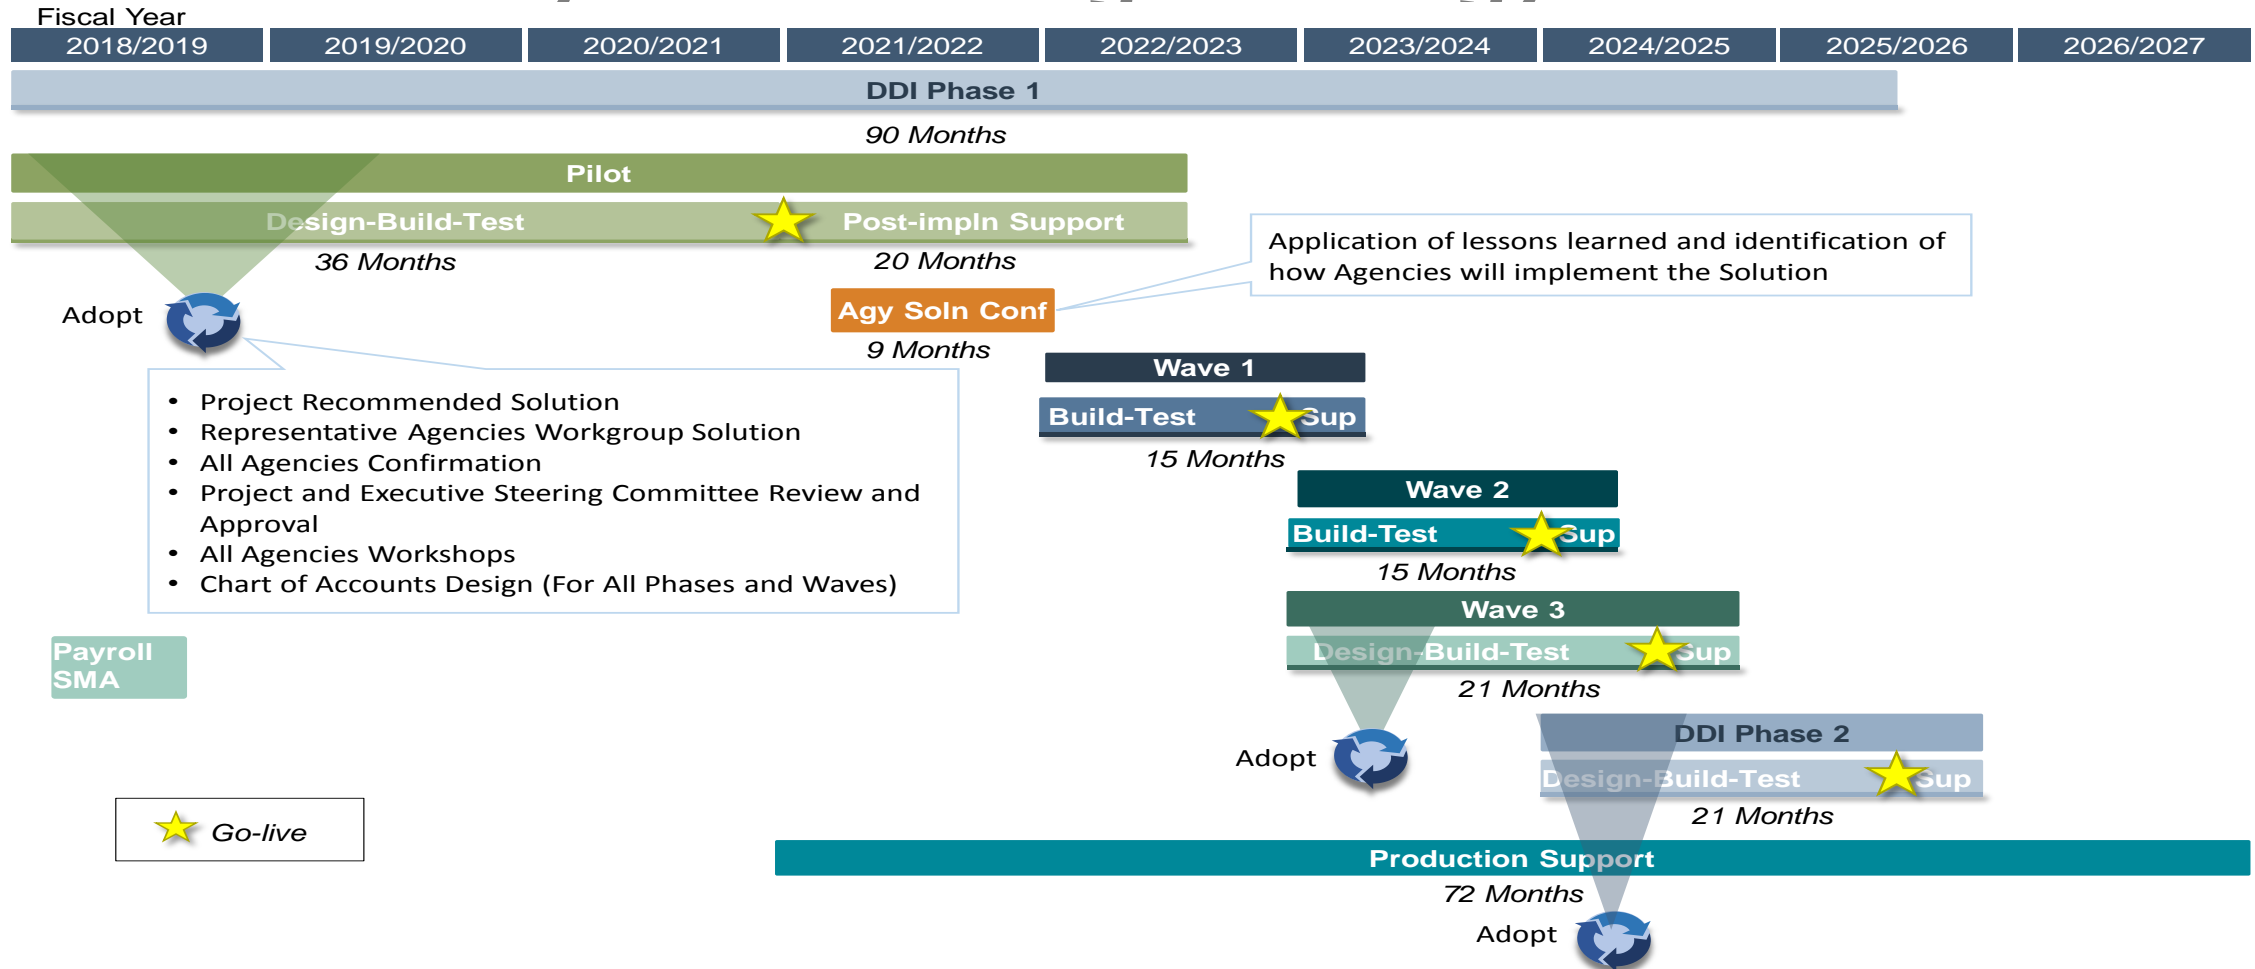 Fiscal Year
2018/2019 2019/2020 2020/2021 2021/2022 2022/2023 2023/2024 2024/2025 2025/2026 2026/2027
DDI Phase 1
90 Months
Pilot
Design-Build-Test
Post-impln Support
36 Months
20 Months
Application of lessons learned and identification of
how Agencies will implement the Solution
Adopt
Agy Soln Conf
9 Months
Wave 1
Build-Test
Sup
15 Months
• Project Recommended Solution
• Representative Agencies Workgroup Solution
• All Agencies Confirmation
• Project and Executive Steering Committee Review and
Approval
• All Agencies Workshops
• Chart of Accounts Design (For All Phases and Waves)
Wave 2
Build-Test
Sup
15 Months
Wave 3
Design-Build-Test
Sup
21 Months
Payroll
SMA
Adopt
DDI Phase 2
Design-Build-Test
Sup
21 Months
Go-live
Production Support
72 Months
Adopt